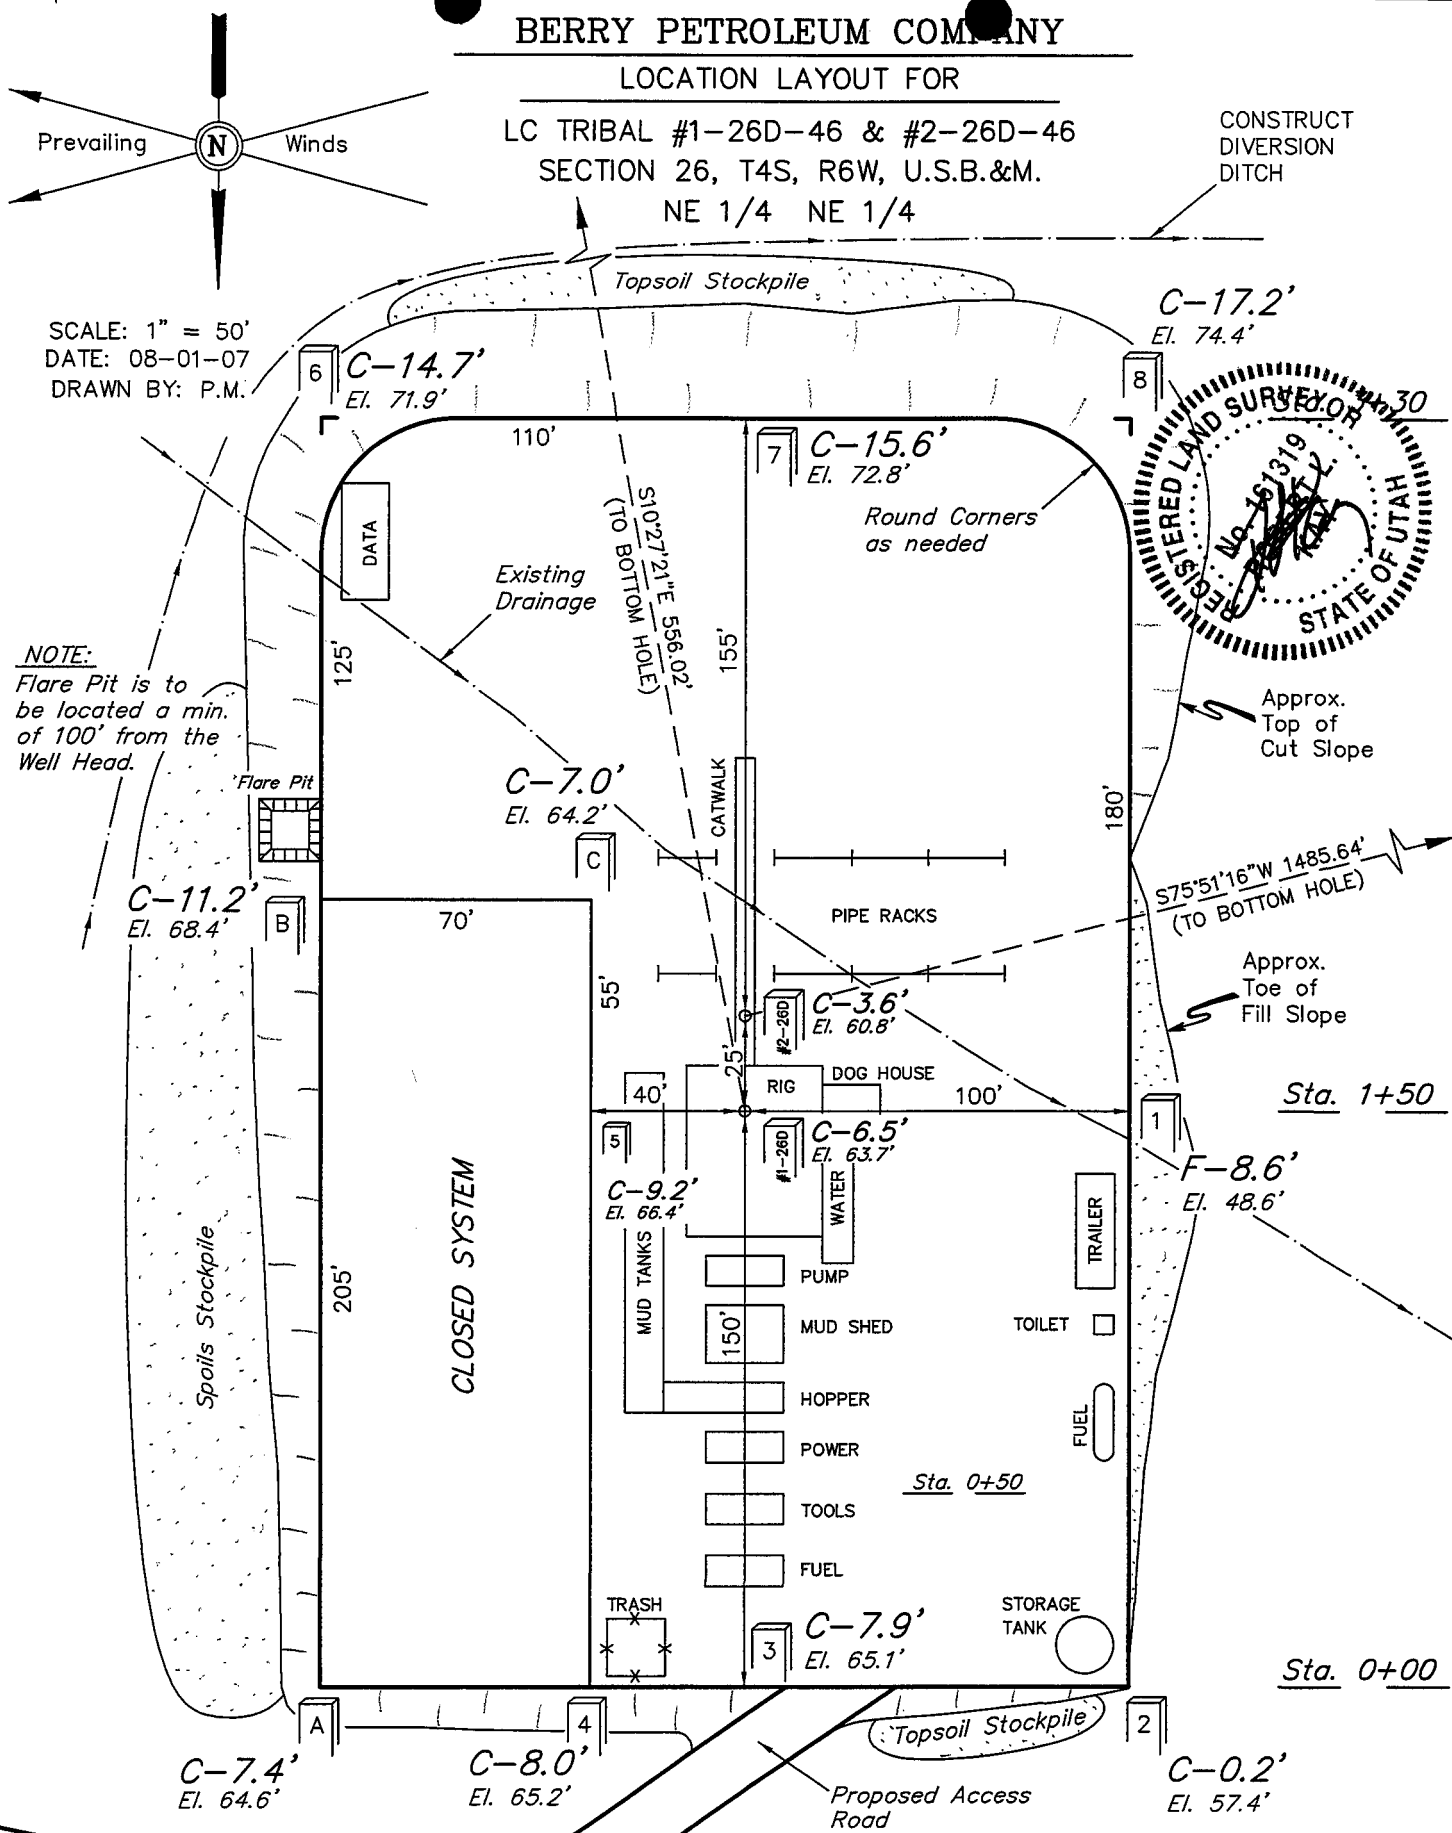 BERRY PETROLEUM COMPANY
LOCATION LAYOUT FOR
LC TRIBAL #1-26D-46 & #2-26D-46
SECTION 26, T4S, R6W, U.S.B.&M.
NE 1/4 NE 1/4
Prevailing
N
Winds
CONSTRUCT
DIVERSION
DITCH
SCALE: 1" = 50'
DATE: 08-01-07
DRAWN BY: P.M.
Topsoil Stockpile
6
C-14.7'
El. 71.9'
C-17.2'
El. 74.4'
8
Sta. 30
REGISTERED LAND SURVEYOR
No. 161319
ROBERT L.
KAY
STATE OF UTAH
110'
7
C-15.6'
El. 72.8'
Round Corners
as needed
DATA
S10°27'21"E 556.02'
(TO BOTTOM HOLE)
Existing
Drainage
125'
155'
NOTE:
Flare Pit is to
be located a min.
of 100' from the
Well Head.
Approx.
Top of
Cut Slope
Flare Pit
C-7.0'
El. 64.2'
CATWALK
180'
C
C-11.2'
El. 68.4'
B
70'
PIPE RACKS
S75°51'16"W 1485.64'
(TO BOTTOM HOLE)
55'
Approx.
Toe of
Fill Slope
#2-26D
C-3.6'
El. 60.8'
25'
RIG
DOG HOUSE
40'
100'
Sta. 1+50
1
5
#1-26D
C-6.5'
El. 63.7'
C-9.2'
El. 66.4'
F-8.6'
El. 48.6'
WATER
TRAILER
CLOSED SYSTEM
MUD TANKS
Spoils Stockpile
205'
PUMP
150'
MUD SHED
TOILET
HOPPER
FUEL
POWER
Sta. 0+50
TOOLS
FUEL
TRASH
STORAGE
TANK
3
C-7.9'
El. 65.1'
Sta. 0+00
A
4
Topsoil Stockpile
2
C-7.4'
El. 64.6'
C-8.0'
El. 65.2'
C-0.2'
El. 57.4'
Proposed Access
Road